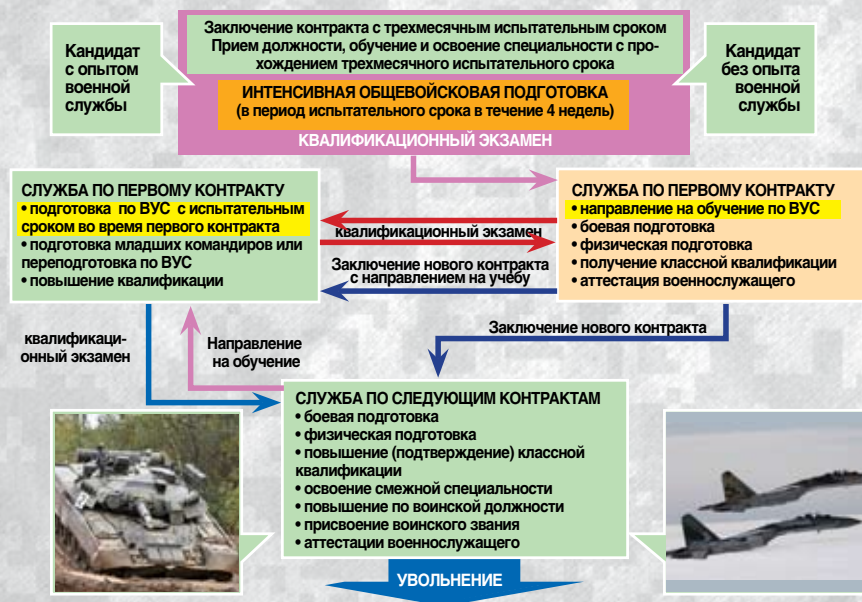 Заключение контракта с трехмесячным испытательным сроком
Прием должности, обучение и освоение специальности с про-
хождением трехмесячного испытательного срока
Кандидат
с опытом
военной
службы
Кандидат
без опыта
военной
службы
ИНТЕНСИВНАЯ ОБЩЕВОЙСКОВАЯ ПОДГОТОВКА
(в период испытательного срока в течение 4 недель)
КВАЛИФИКАЦИОННЫЙ ЭКЗАМЕН
СЛУЖБА ПО ПЕРВОМУ КОНТРАКТУ
• подготовка по ВУС с испытательным
сроком во время первого контракта
• подготовка младших командиров или
переподготовка по ВУС
• повышение квалификации
квалификационный экзамен
Заключение нового контракта
с направлением на учебу
СЛУЖБА ПО ПЕРВОМУ КОНТРАКТУ
• направление на обучение по ВУС
• боевая подготовка
• физическая подготовка
• получение классной квалификации
• аттестация военнослужащего
квалификаци-
онный экзамен
Направление
на обучение
Заключение нового контракта
СЛУЖБА ПО СЛЕДУЮЩИМ КОНТРАКТАМ
• боевая подготовка
• физическая подготовка
• повышение (подтверждение) классной
квалификации
• освоение смежной специальности
• повышение по воинской должности
• присвоение воинского звания
• аттестации военнослужащего
УВОЛЬНЕНИЕ